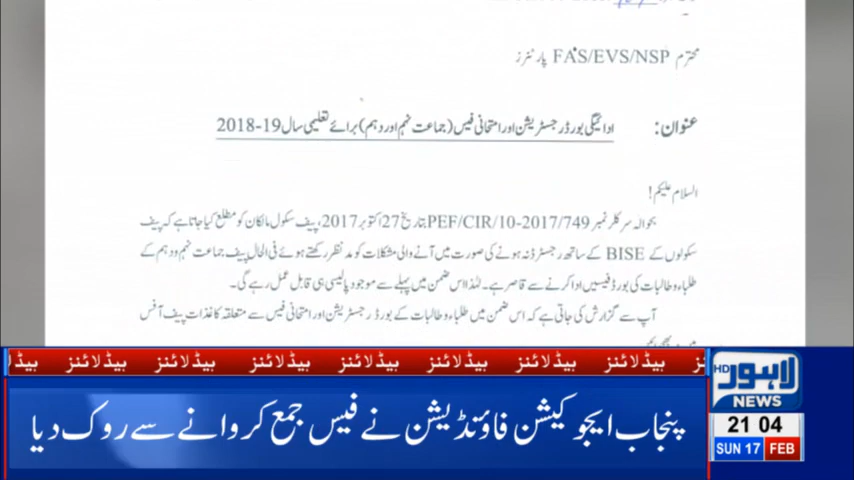 محترم FAS/EVS/NSP پارٹنرز
عنوان: ادائیگی بورڈ رجسٹریشن اور امتحانی فیس (جماعت نہم اور دہم) برائے تعلیمی سال 19-2018
السلام علیکم!
بحوالہ سرکلر نمبر PEF/CIR/10-2017/749 بتاریخ 27 اکتوبر 2017، پیف سکول مالکان کو مطلع کیا جاتا ہے کہ پیف
سکولوں کے BISE کے ساتھ رجسٹرڈ نہ ہونے کی صورت میں آنے والی مشکلات کو مد نظر رکھتے ہوئے فی الحال پیف جماعت نہم و دہم کے
طلباء و طالبات کی بورڈ فیسیں ادا کرنے سے قاصر ہے۔ لہٰذا اس ضمن میں پہلے سے موجود پالیسی ہی قابل عمل رہے گی۔
آپ سے گزارش کی جاتی ہے کہ اس ضمن میں طلباء و طالبات کے بورڈ رجسٹریشن اور امتحانی فیس سے متعلقہ کاغذات پیف آفس
ہیڈلائنز ہیڈلائنز ہیڈلائنز ہیڈلائنز ہیڈلائنز ہیڈلائنز ہیڈلائنز
پنجاب ایجوکیشن فاؤنڈیشن نے فیس جمع کروانے سے روک دیا
لاہور HD
NEWS
21 04
SUN 17 FEB